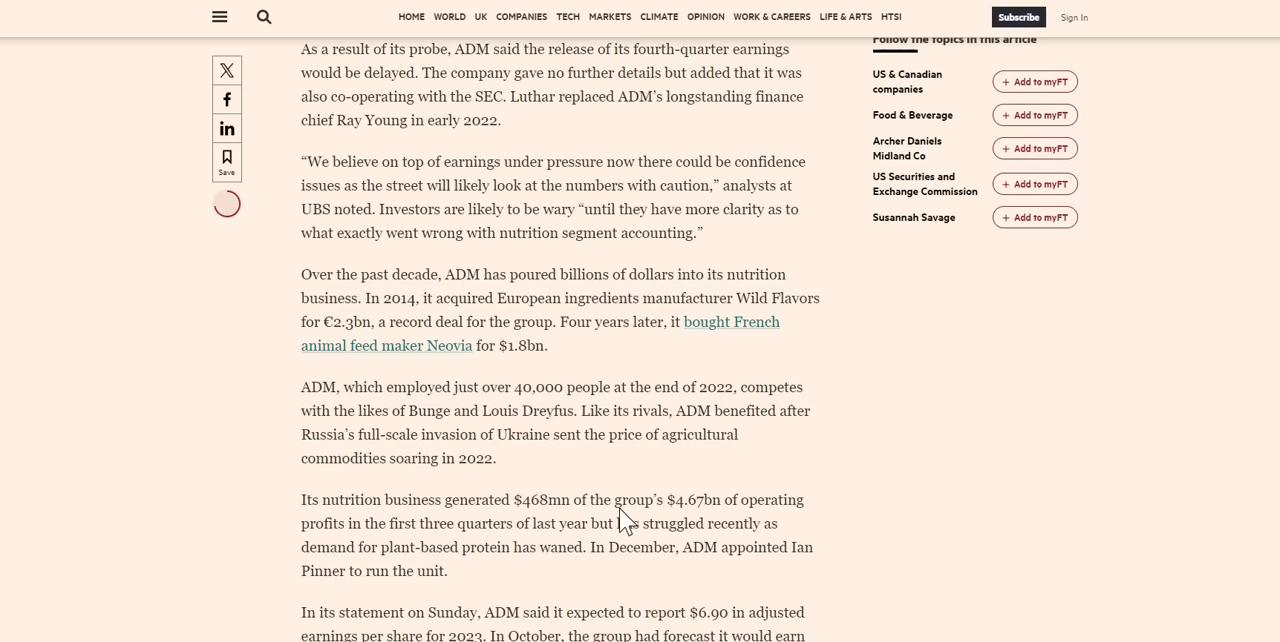 HOME WORLD UK COMPANIES TECH MARKETS CLIMATE OPINION WORK & CAREERS LIFE & ARTS HTSI
Subscribe
Sign In
Save
As a result of its probe, ADM said the release of its fourth-quarter earnings
would be delayed. The company gave no further details but added that it was
also co-operating with the SEC. Luthar replaced ADM’s longstanding finance
chief Ray Young in early 2022.
“We believe on top of earnings under pressure now there could be confidence
issues as the street will likely look at the numbers with caution,” analysts at
UBS noted. Investors are likely to be wary “until they have more clarity as to
what exactly went wrong with nutrition segment accounting.”
Over the past decade, ADM has poured billions of dollars into its nutrition
business. In 2014, it acquired European ingredients manufacturer Wild Flavors
for €2.3bn, a record deal for the group. Four years later, it bought French
animal feed maker Neovia for $1.8bn.
ADM, which employed just over 40,000 people at the end of 2022, competes
with the likes of Bunge and Louis Dreyfus. Like its rivals, ADM benefited after
Russia’s full-scale invasion of Ukraine sent the price of agricultural
commodities soaring in 2022.
Its nutrition business generated $468mn of the group’s $4.67bn of operating
profits in the first three quarters of last year but struggled recently as
demand for plant-based protein has waned. In December, ADM appointed Ian
Pinner to run the unit.
In its statement on Sunday, ADM said it expected to report $6.90 in adjusted
earnings per share for 2023. In October, the group had forecast it would earn
Follow the topics in this article
US & Canadian
companies
+ Add to myFT
Food & Beverage
+ Add to myFT
Archer Daniels
Midland Co
+ Add to myFT
US Securities and
Exchange Commission
+ Add to myFT
Susannah Savage
+ Add to myFT